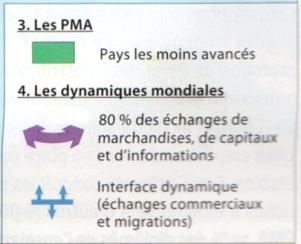 3. Les PMA
Pays les moins avancés
4. Les dynamiques mondiales
80 % des échanges de
marchandises, de capitaux
et d'informations
Interface dynamique
(échanges commerciaux
et migrations)